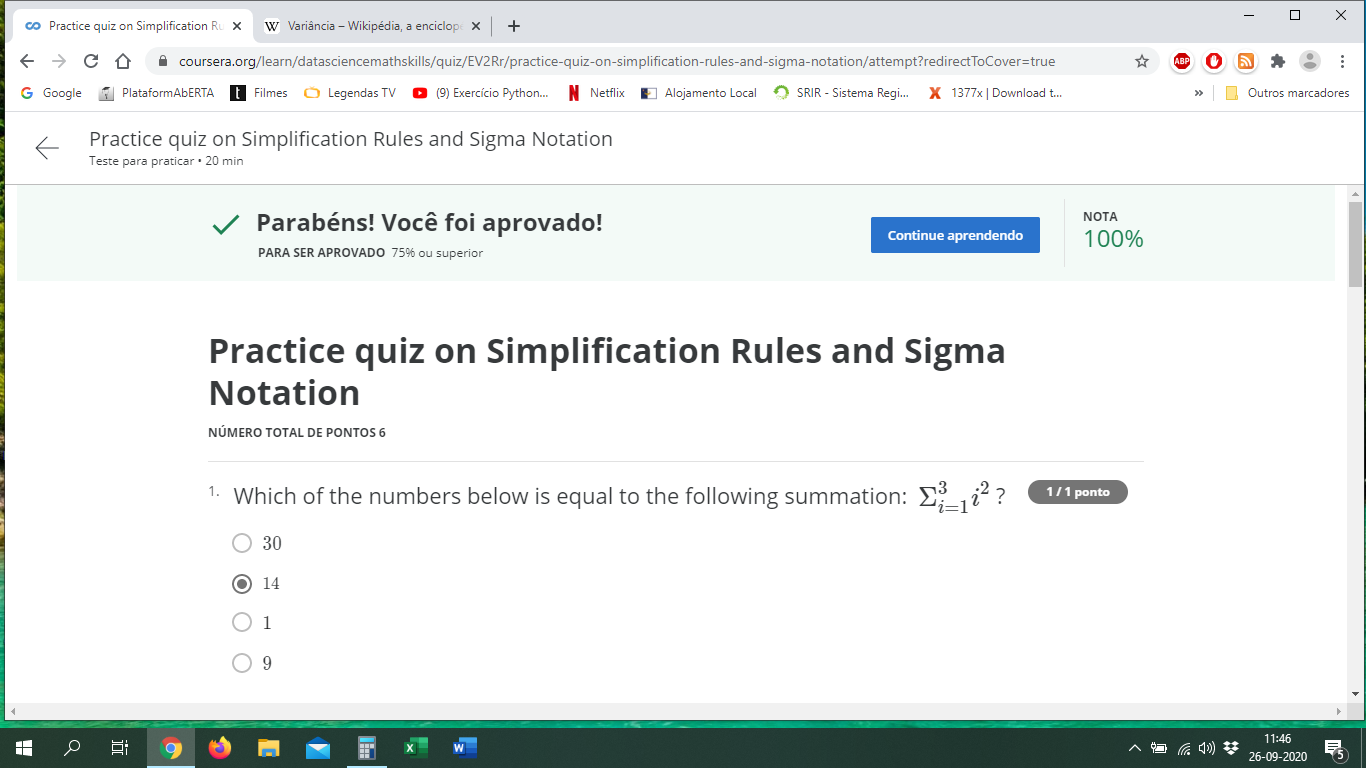 Practice quiz on Simplification Ru
Variância – Wikipédia, a enciclop
coursera.org/learn/datasciencemathskills/quiz/EV2Rr/practice-quiz-on-simplification-rules-and-sigma-notation/attempt?redirectToCover=true
ABP
Google PlataformAbERTA Filmes Legendas TV (9) Exercício Python... Netflix Alojamento Local SRIR - Sistema Regi... 1377x | Download t... » Outros marcadores
Practice quiz on Simplification Rules and Sigma Notation
Teste para praticar • 20 min
Parabéns! Você foi aprovado!
PARA SER APROVADO 75% ou superior
Continue aprendendo
NOTA
100%
Practice quiz on Simplification Rules and Sigma
Notation
NÚMERO TOTAL DE PONTOS 6
1. Which of the numbers below is equal to the following summation: Σ³ᵢ₌₁ i² ? 1 / 1 ponto
30
14
1
9
11:46
26-09-2020
5